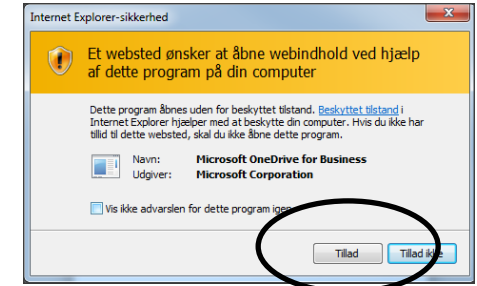 Internet Explorer-sikkerhed
Et websted ønsker at åbne webindhold ved hjælp
af dette program på din computer
Dette program åbnes uden for beskyttet tilstand. Beskyttet tilstand i
Internet Explorer hjælper med at beskytte din computer. Hvis du ikke har
tillid til dette websted, skal du ikke åbne dette program.
Navn: Microsoft OneDrive for Business
Udgiver: Microsoft Corporation
Vis ikke advarslen for dette program igen
Tillad Tillad ikke